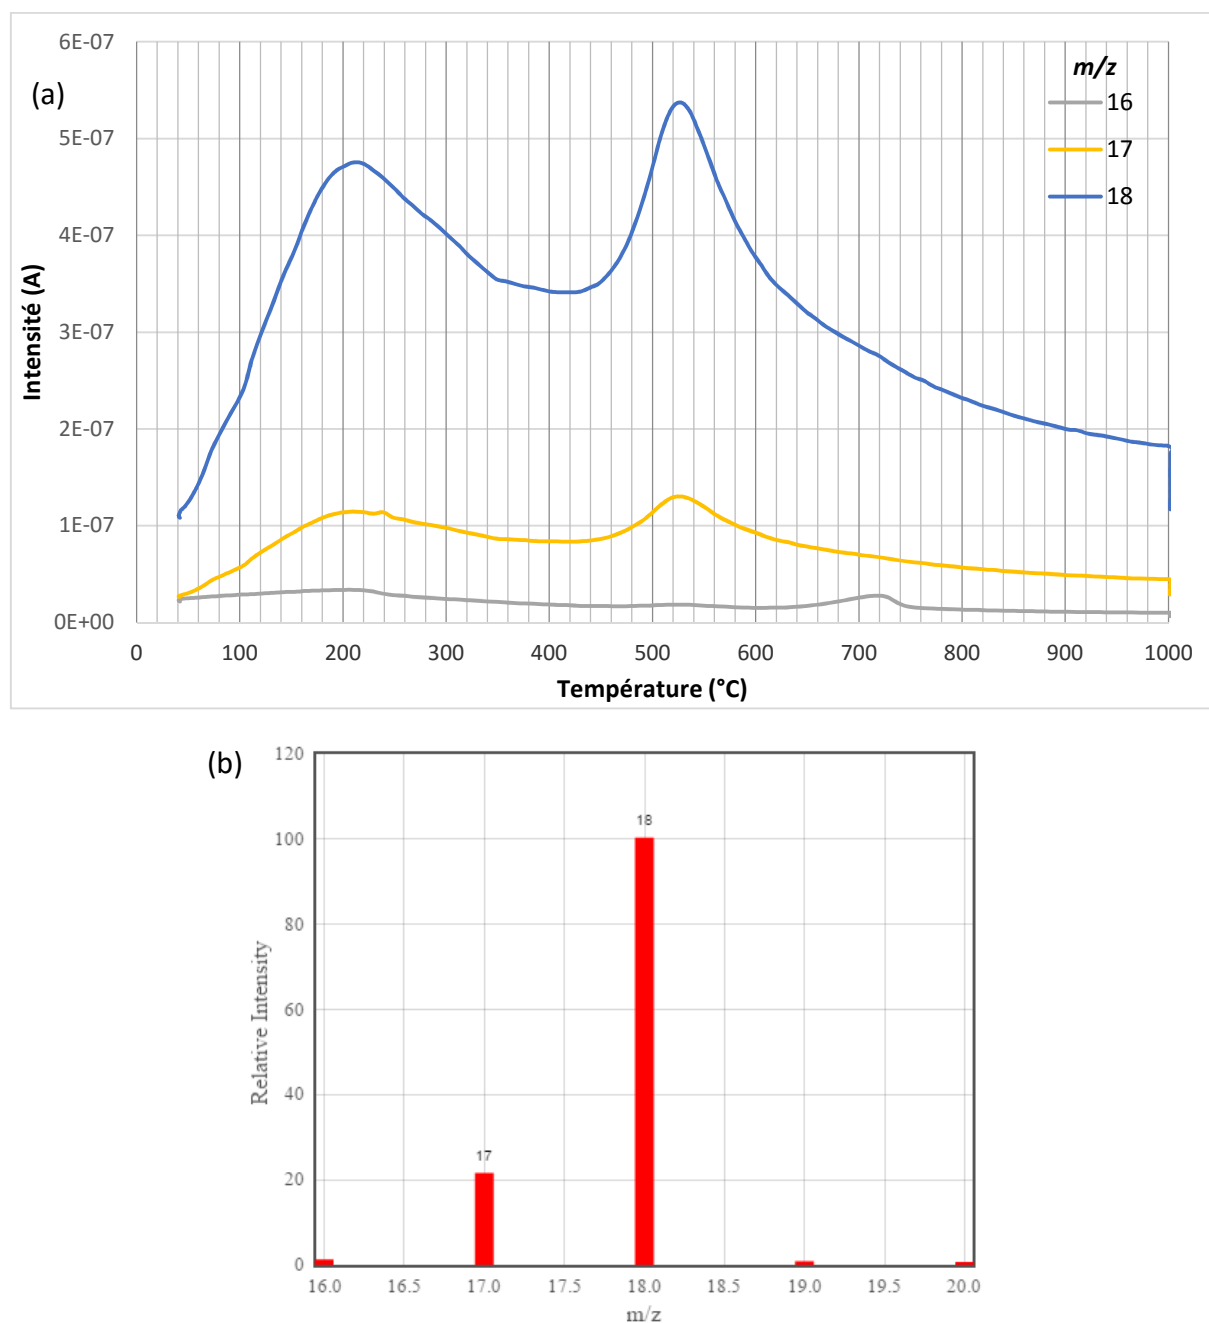 (a)
m/z
16
17
18
6E-07
5E-07
4E-07
3E-07
2E-07
1E-07
0E+00
Intensité (A)
0 100 200 300 400 500 600 700 800 900 1000
Température (°C)
(b)
120
100
80
60
40
20
0
Relative Intensity
18
17
16.0 16.5 17.0 17.5 18.0 18.5 19.0 19.5 20.0
m/z